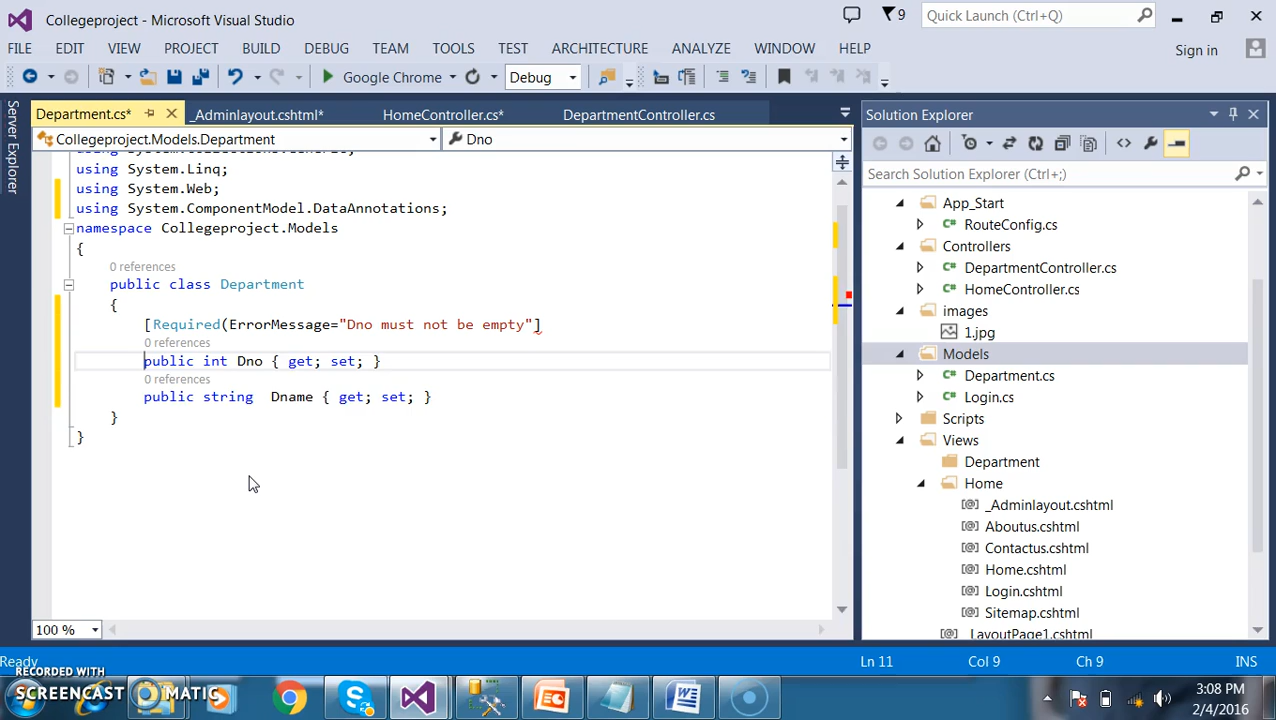 Collegeproject - Microsoft Visual Studio
9
Quick Launch (Ctrl+Q)
FILE EDIT VIEW PROJECT BUILD DEBUG TEAM TOOLS TEST ARCHITECTURE ANALYZE WINDOW HELP
Sign in
Google Chrome
Debug
Server Explorer
Department.cs* _Adminlayout.cshtml* HomeController.cs* DepartmentController.cs
Collegeproject.Models.Department
Dno
using System.Collections.Generic;
using System.Linq;
using System.Web;
using System.ComponentModel.DataAnnotations;
namespace Collegeproject.Models
{
0 references
public class Department
{
[Required(ErrorMessage="Dno must not be empty"]
0 references
public int Dno { get; set; }
0 references
public string Dname { get; set; }
}
}
100 %
Solution Explorer
Search Solution Explorer (Ctrl+;)
App_Start
RouteConfig.cs
Controllers
DepartmentController.cs
HomeController.cs
images
1.jpg
Models
Department.cs
Login.cs
Scripts
Views
Department
Home
_Adminlayout.cshtml
Aboutus.cshtml
Contactus.cshtml
Home.cshtml
Login.cshtml
Sitemap.cshtml
_LayoutPage1.cshtml
Ready
Ln 11
Col 9
Ch 9
INS
RECORDED WITH
SCREENCAST MATIC
3:08 PM
2/4/2016